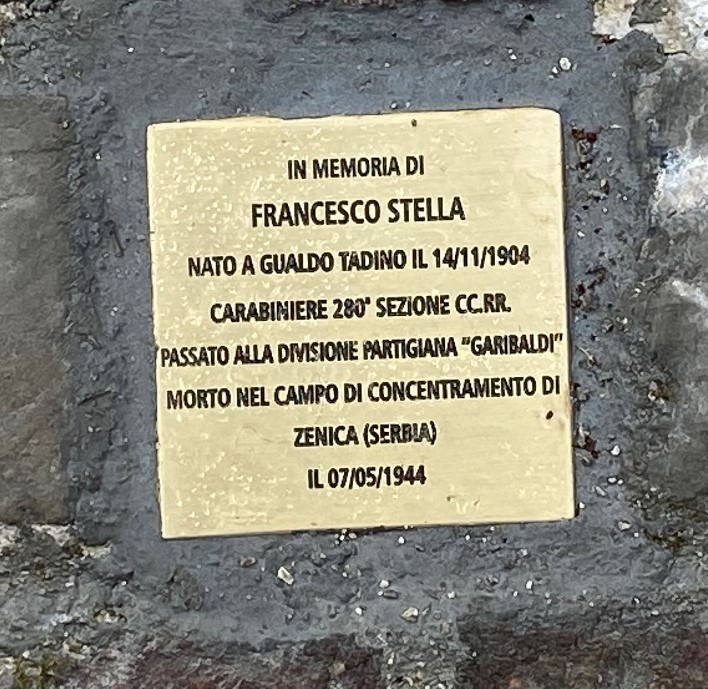 IN MEMORIA DI
FRANCESCO STELLA
NATO A GUALDO TADINO IL 14/11/1904
CARABINIERE 280° SEZIONE CC.RR.
PASSATO ALLA DIVISIONE PARTIGIANA "GARIBALDI"
MORTO NEL CAMPO DI CONCENTRAMENTO DI
ZENICA (SERBIA)
IL 07/05/1944